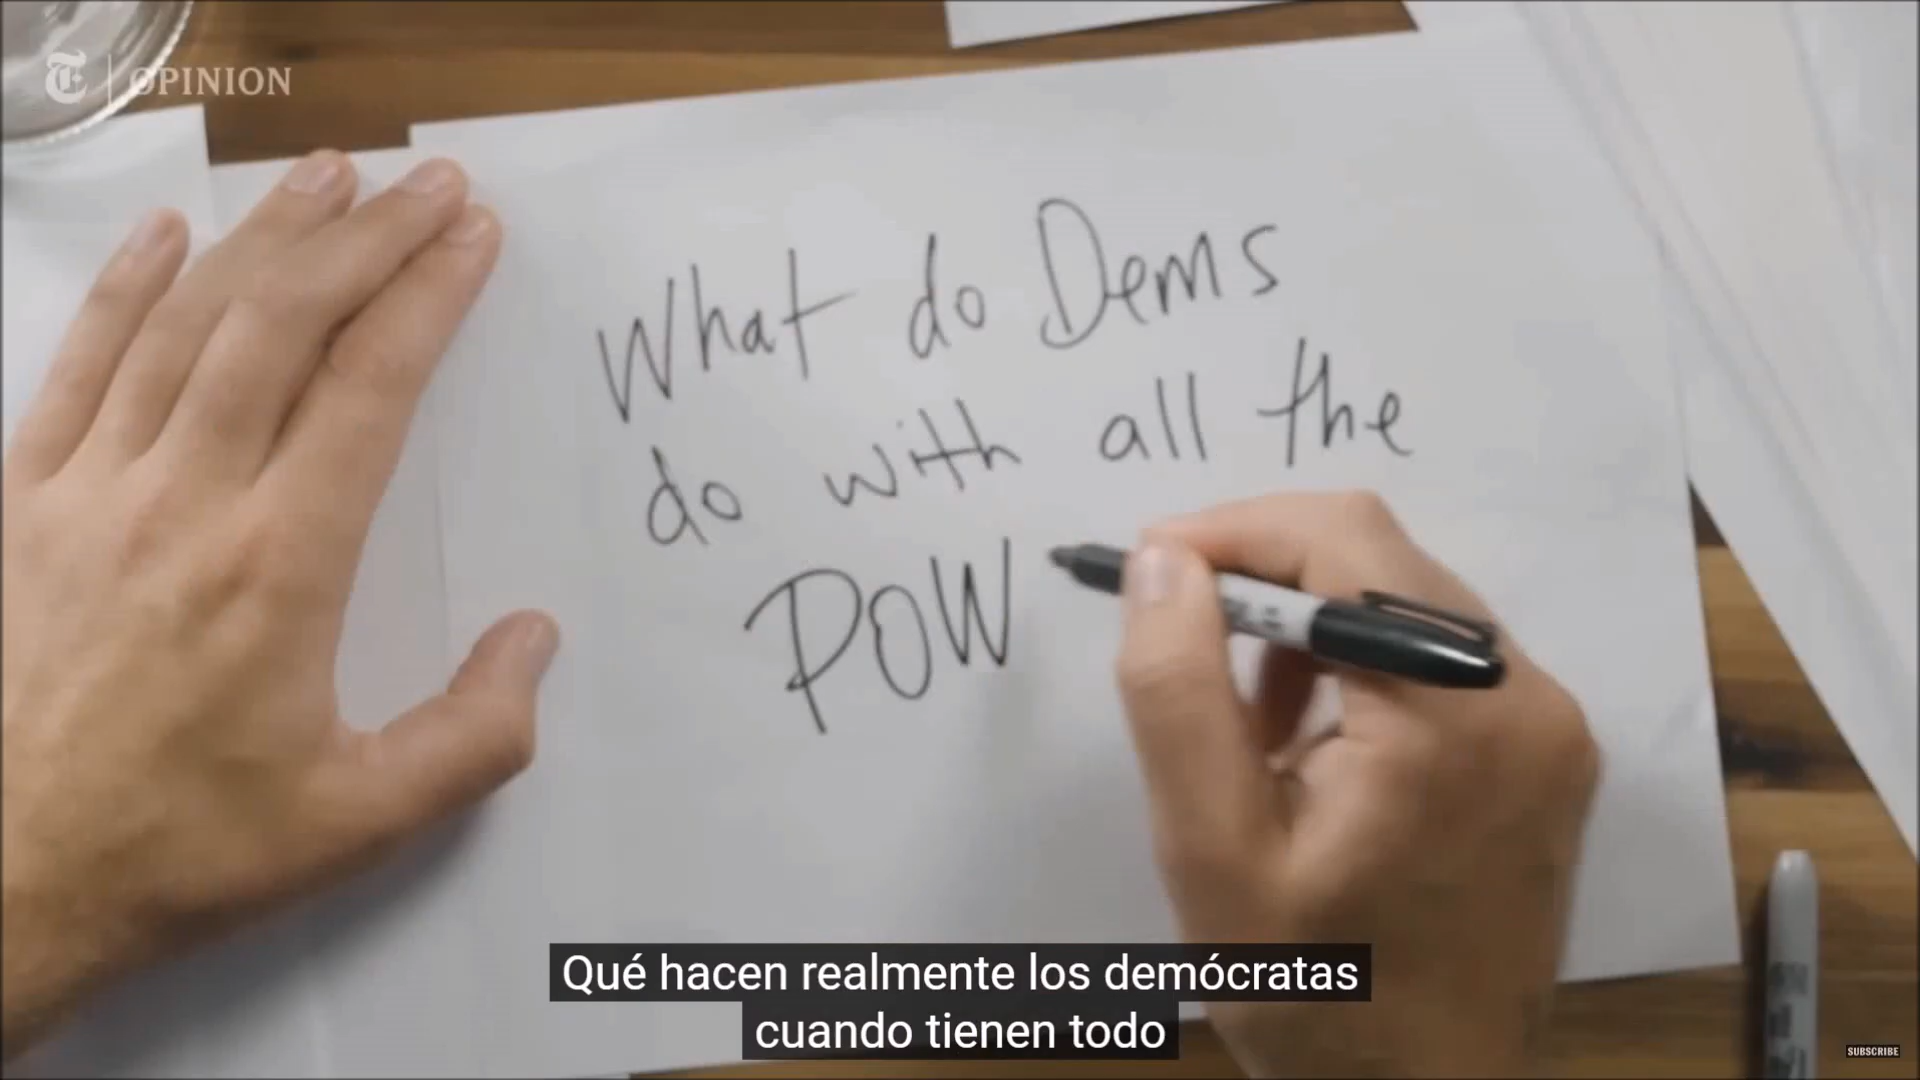 T | OPINION
What do Dems
do with all the
POW
Qué hacen realmente los demócratas
cuando tienen todo
SUBSCRIBE